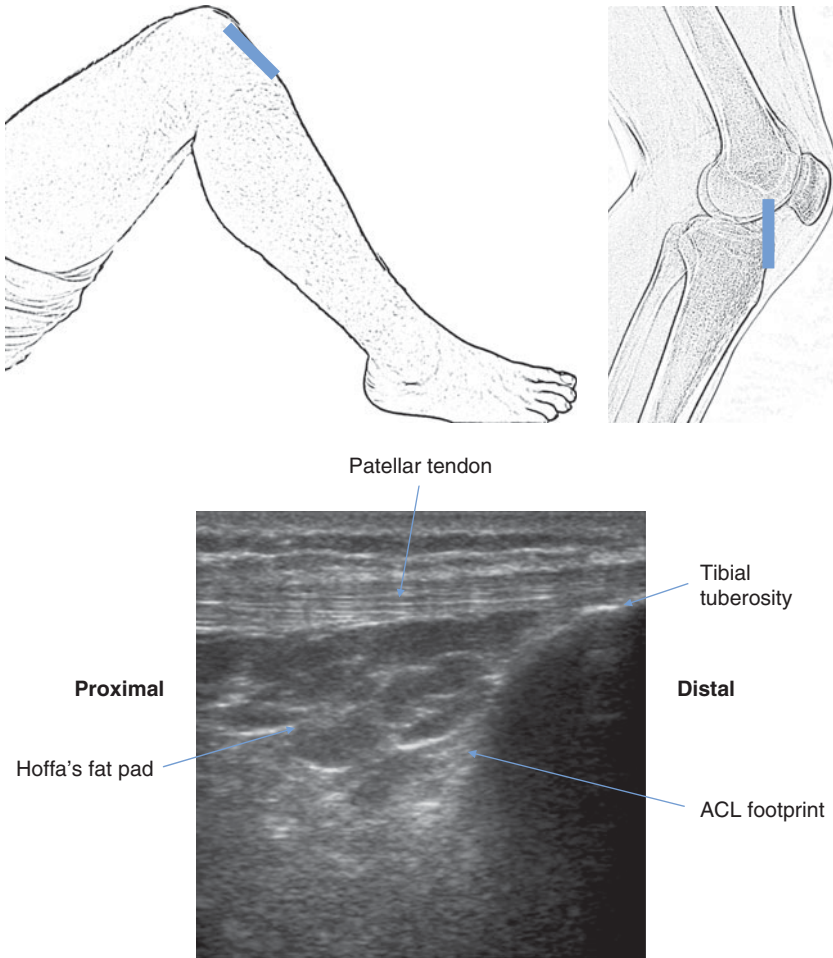 Patellar tendon
Tibial
tuberosity
Proximal
Distal
Hoffa's fat pad
ACL footprint